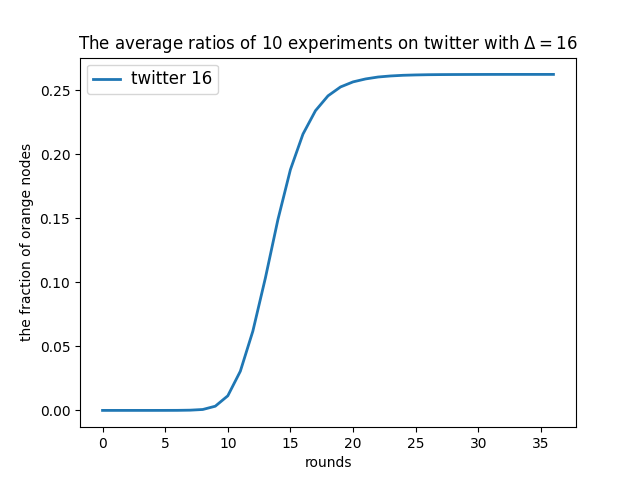 The average ratios of 10 experiments on twitter with Δ = 16
twitter 16
the fraction of orange nodes
0.25
0.20
0.15
0.10
0.05
0.00
0 5 10 15 20 25 30 35
rounds